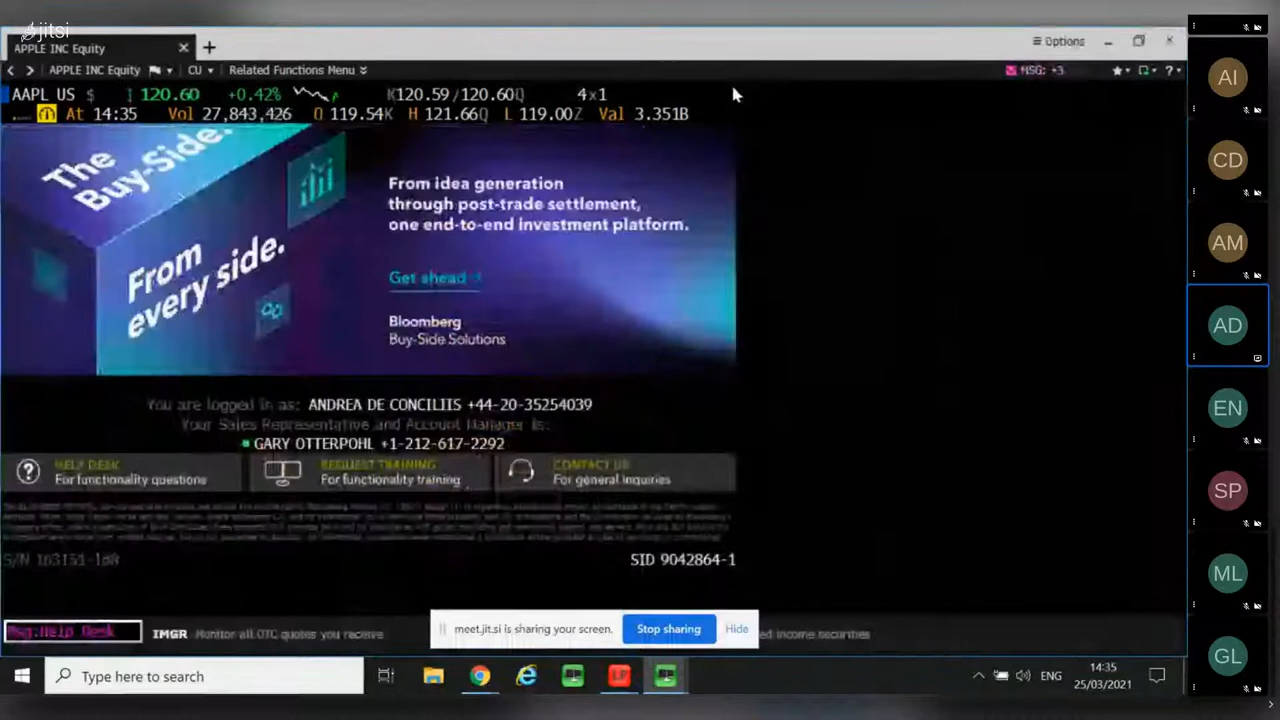 jitsi
APPLE INC Equity
Options
APPLE INC Equity CU Related Functions Menu MSG: +3
AAPL US $ 120.60 +0.42% K120.59/120.60Q 4x1
At 14:35 Vol 27,843,426 O 119.54K H 121.66Q L 119.00Z Val 3.351B
The
Buy-Side.
From
every side.
From idea generation
through post-trade settlement,
one end-to-end investment platform.
Get ahead
Bloomberg
Buy-Side Solutions
You are logged in as: ANDREA DE CONCILIIS +44-20-35254039
Your Sales Representative and Account Manager is:
GARY OTTERPOHL +1-212-617-2292
HELP DESK
For functionality questions
REQUEST TRAINING
For functionality training
CONTACT US
For general inquiries
SID 9042864-1
Msg:Help Desk
IMGR Monitor all OTC quotes you receive
meet.jit.si is sharing your screen. Stop sharing Hide
ed income securities
Type here to search
ENG
14:35
25/03/2021
AI
CD
AM
AD
EN
SP
ML
GL